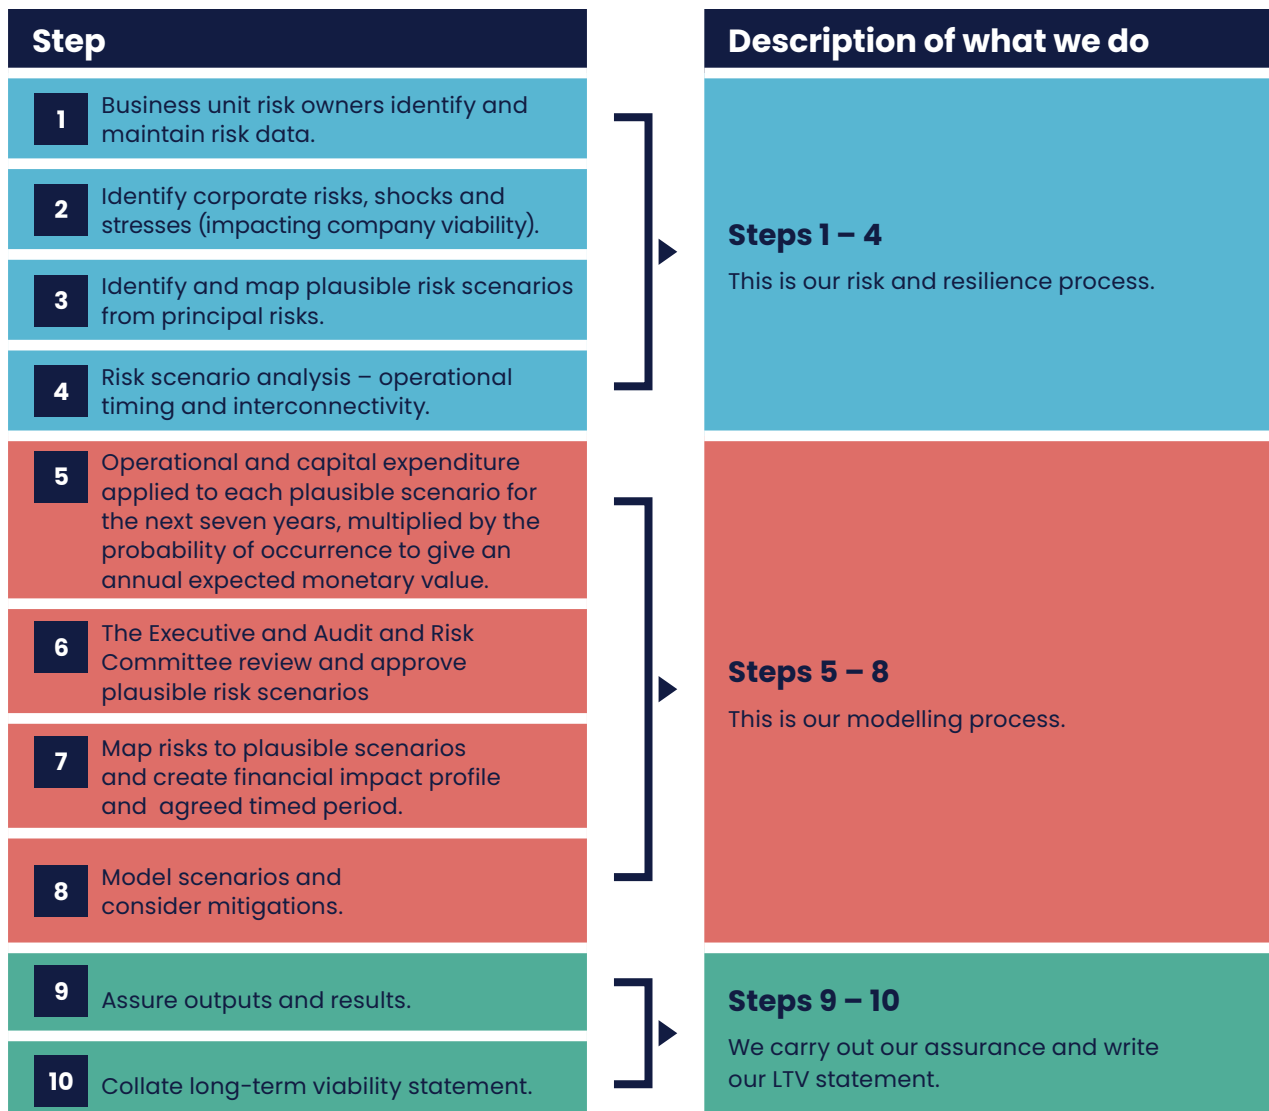 Step
Description of what we do
1
Business unit risk owners identify and
maintain risk data.
2
Identify corporate risks, shocks and
stresses (impacting company viability).
3
Identify and map plausible risk scenarios
from principal risks.
4
Risk scenario analysis – operational
timing and interconnectivity.
Steps 1 – 4
This is our risk and resilience process.
5
Operational and capital expenditure
applied to each plausible scenario for
the next seven years, multiplied by the
probability of occurrence to give an
annual expected monetary value.
6
The Executive and Audit and Risk
Committee review and approve
plausible risk scenarios
7
Map risks to plausible scenarios
and create financial impact profile
and  agreed timed period.
8
Model scenarios and
consider mitigations.
Steps 5 – 8
This is our modelling process.
9
Assure outputs and results.
10
Collate long-term viability statement.
Steps 9 – 10
We carry out our assurance and write
our LTV statement.